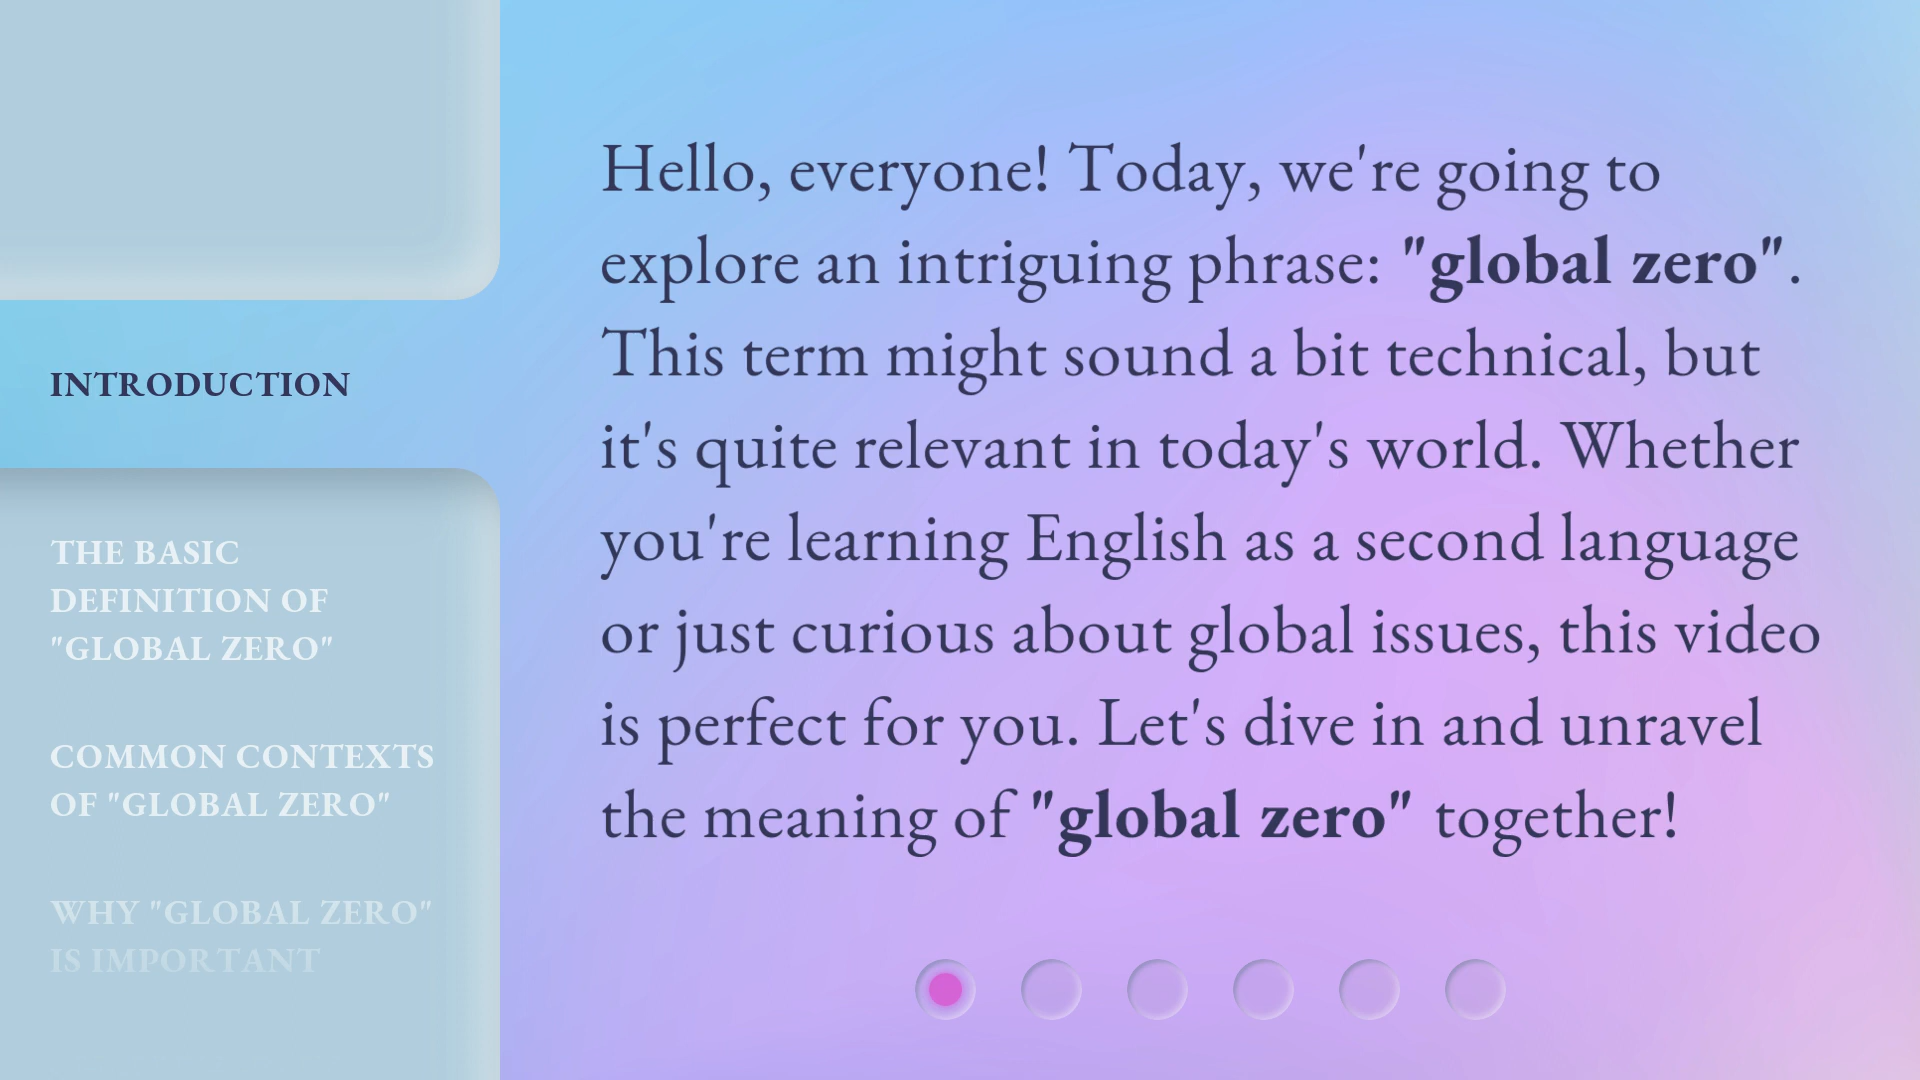 INTRODUCTION
THE BASIC
DEFINITION OF
"GLOBAL ZERO"
COMMON CONTEXTS
OF "GLOBAL ZERO"
WHY "GLOBAL ZERO"
IS IMPORTANT
Hello, everyone! Today, we're going to
explore an intriguing phrase: "global zero".
This term might sound a bit technical, but
it's quite relevant in today's world. Whether
you're learning English as a second language
or just curious about global issues, this video
is perfect for you. Let's dive in and unravel
the meaning of "global zero" together!